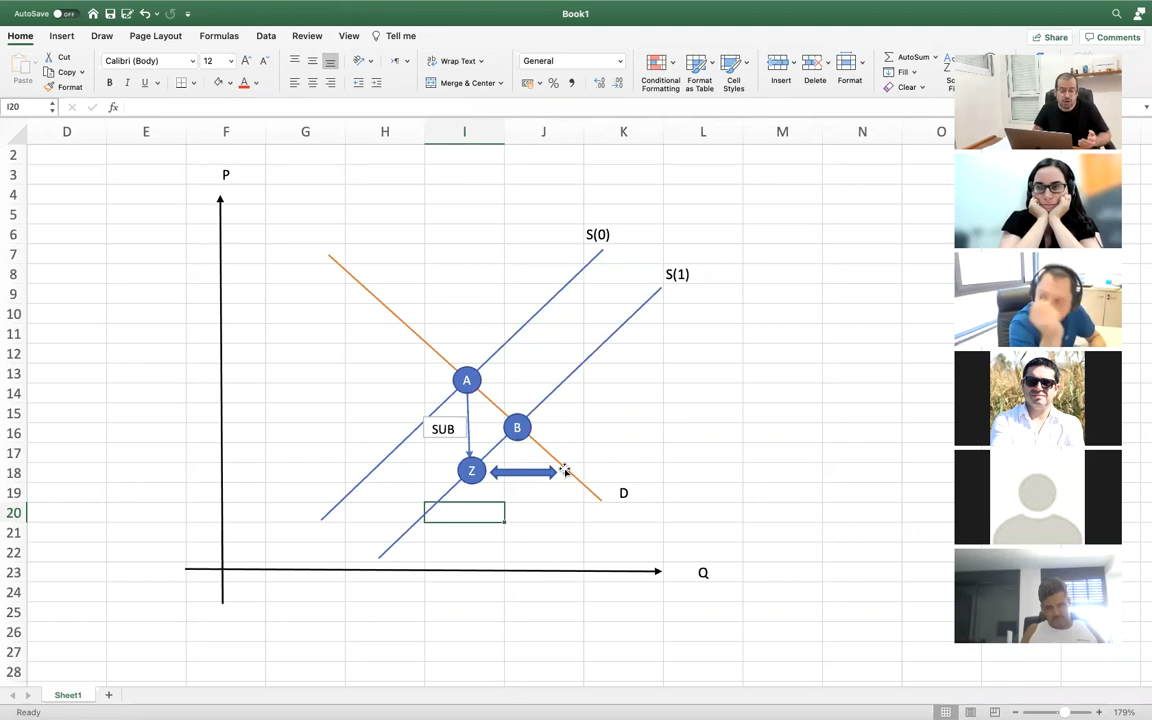 AutoSave OFF
Book1
Home Insert Draw Page Layout Formulas Data Review View Tell me
Share Comments
Paste
Cut
Copy
Format
Calibri (Body) 12
B I U
Wrap Text
Merge & Center
General
Conditional Formatting
Format as Table
Cell Styles
Insert
Delete
Format
AutoSum
Fill
Clear
I20
fx
D E F G H I J K L M N O
2
3
4
5
6
7
8
9
10
11
12
13
14
15
16
17
18
19
20
21
22
23
24
25
26
27
28
P
S(0)
S(1)
A
SUB
B
Z
D
Q
Sheet1
Ready
179%